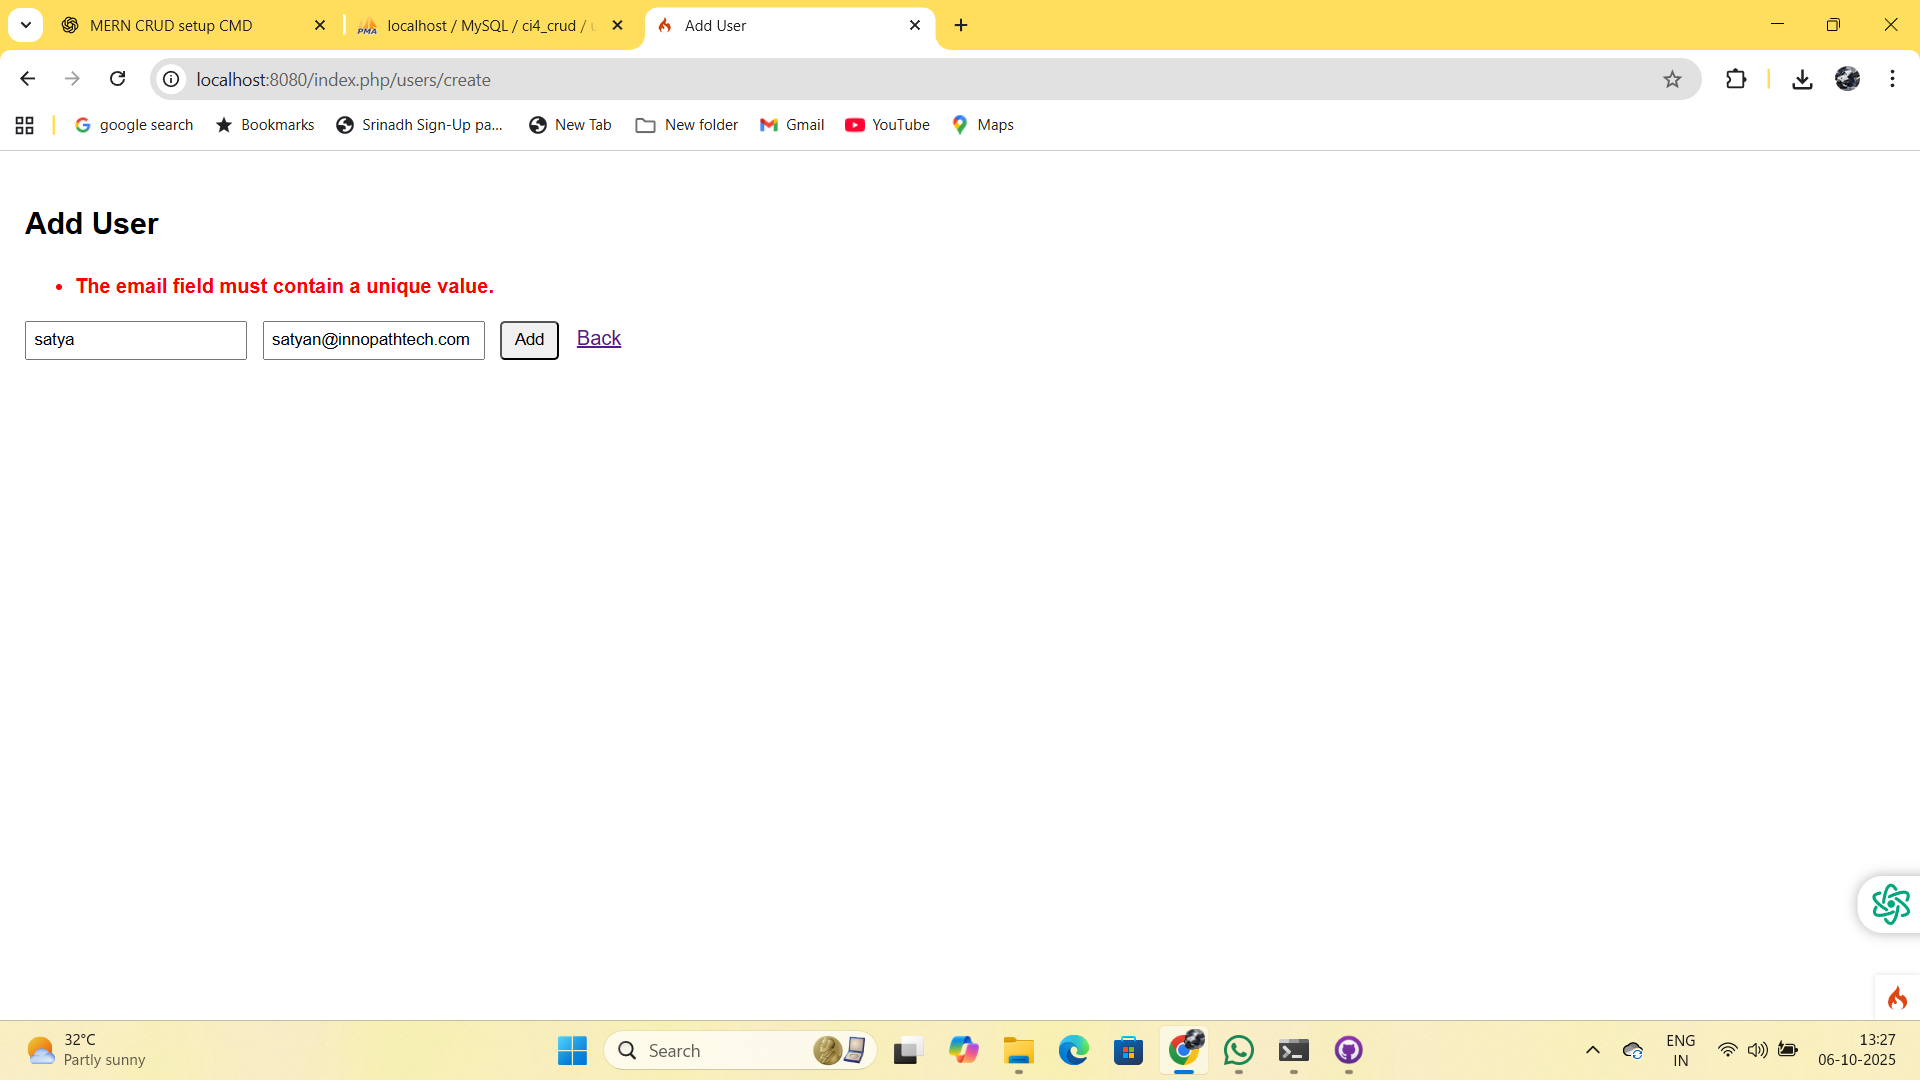 MERN CRUD setup CMD
PMA
localhost / MySQL / ci4_crud /
Add User
localhost:8080/index.php/users/create
google search
Bookmarks
Srinadh Sign-Up pa...
New Tab
New folder
Gmail
YouTube
Maps
Add User
The email field must contain a unique value.
satya
satyan@innopathtech.com
Add
Back
32°C
Partly sunny
Search
ENG
IN
13:27
06-10-2025